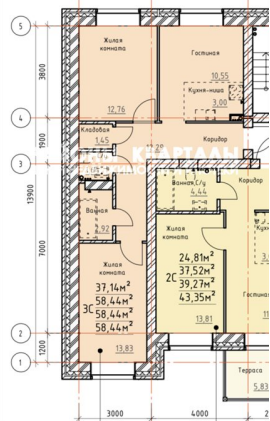 5
Жилая
комната
Гостиная
3800
12,76
10,55
Кухня-ниша
3,00
4
Кладовая
Коридор
1,45
1900
3
КВАРТАЛЫ
Ванная,С/у
Коридор
4,44
Ванная
13900
7000
Жилая
комната
Жилая
комната
3С
37,14м²
58,44м²
58,44м²
58,44м²
2С
24,81м²
37,52м²
39,27м²
43,35м²
Гостиная
2
13,83
13,81
1200
1
Терраса
5,83
3000
4000